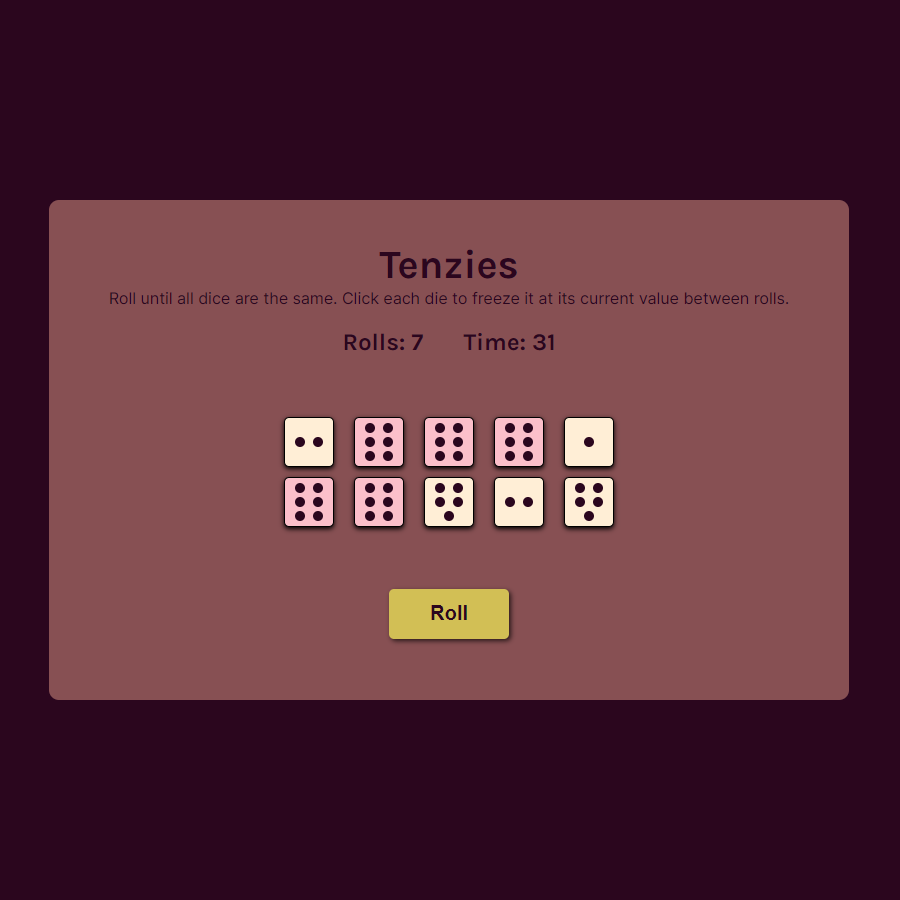 Tenzies
Roll until all dice are the same. Click each die to freeze it at its current value between rolls.
Rolls: 7 Time: 31
Roll